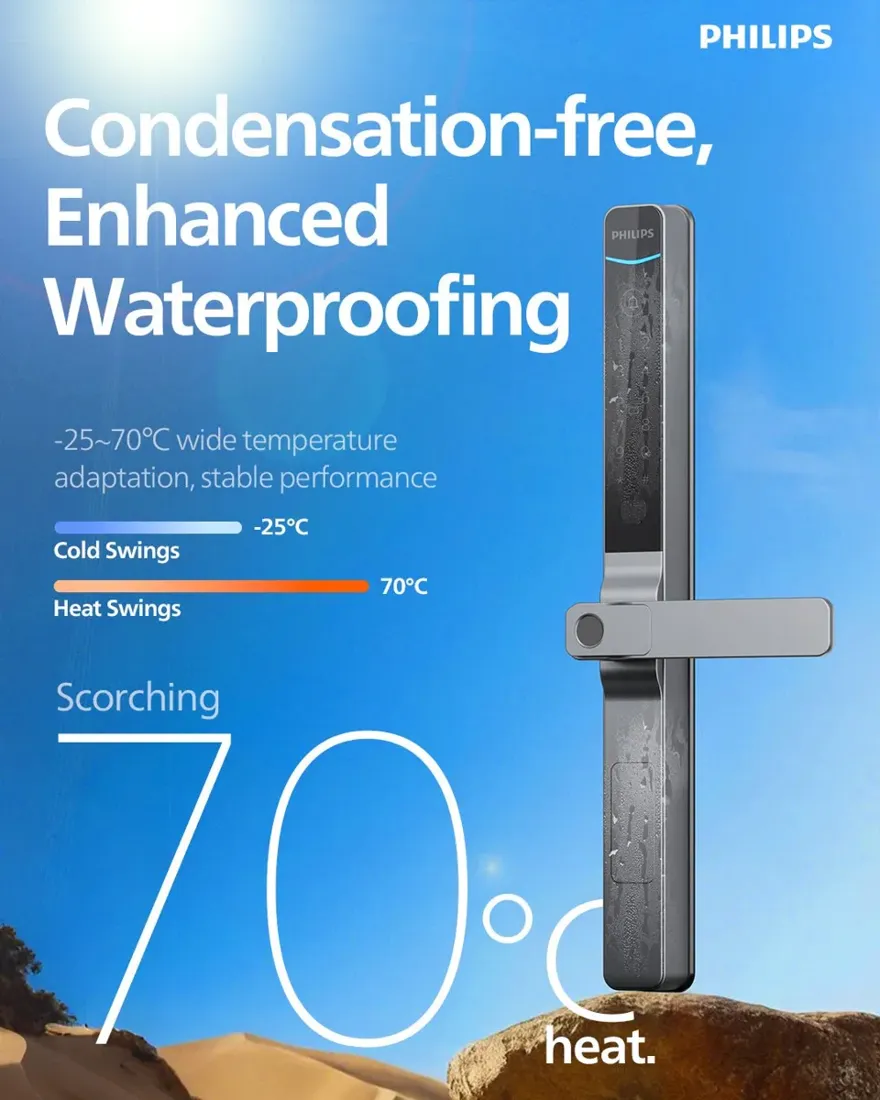 PHILIPS
Condensation-free,
Enhanced
Waterproofing
PHILIPS
-25~70℃ wide temperature
adaptation, stable performance
-25℃
Cold Swings
70℃
Heat Swings
Scorching
70℃
heat.